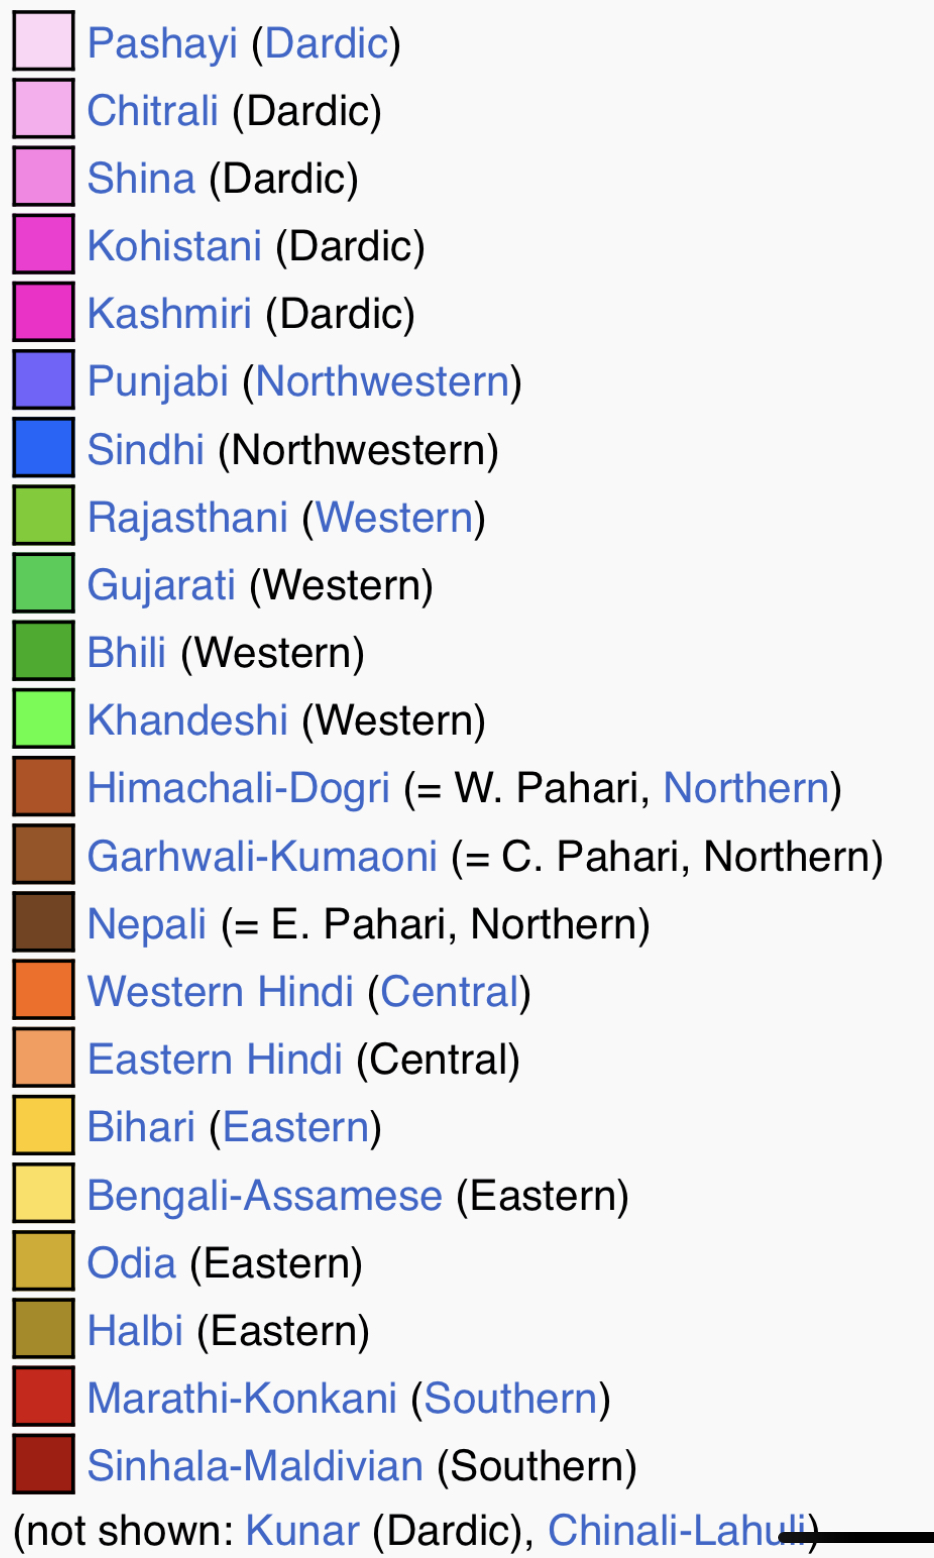 Pashayi (Dardic)
Chitrali (Dardic)
Shina (Dardic)
Kohistani (Dardic)
Kashmiri (Dardic)
Punjabi (Northwestern)
Sindhi (Northwestern)
Rajasthani (Western)
Gujarati (Western)
Bhili (Western)
Khandeshi (Western)
Himachali-Dogri (= W. Pahari, Northern)
Garhwali-Kumaoni (= C. Pahari, Northern)
Nepali (= E. Pahari, Northern)
Western Hindi (Central)
Eastern Hindi (Central)
Bihari (Eastern)
Bengali-Assamese (Eastern)
Odia (Eastern)
Halbi (Eastern)
Marathi-Konkani (Southern)
Sinhala-Maldivian (Southern)
(not shown: Kunar (Dardic), Chinali-Lahuli)